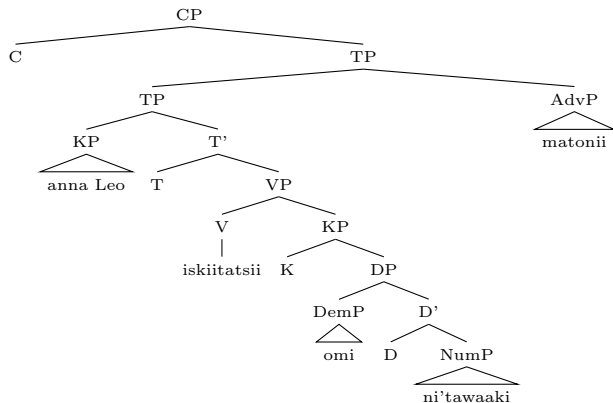 CP
C TP
TP AdvP
KP T' matonii
anna Leo T VP
V KP
iskiitatsii K DP
DemP D'
omi D NumP
ni'tawaaki